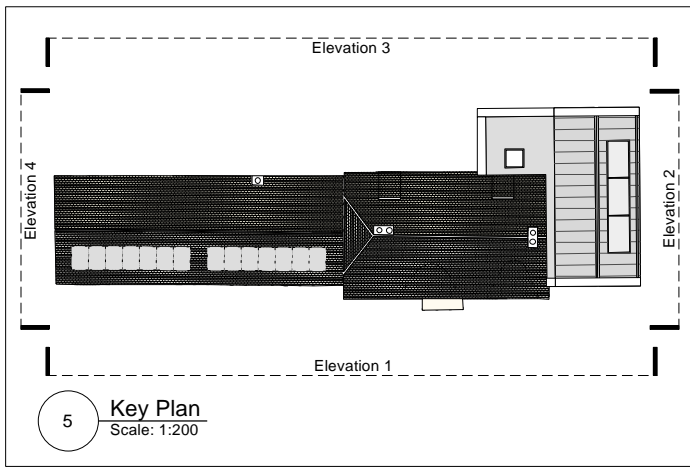 Elevation 3
Elevation 4
Elevation 2
Elevation 1
5
Key Plan
Scale: 1:200